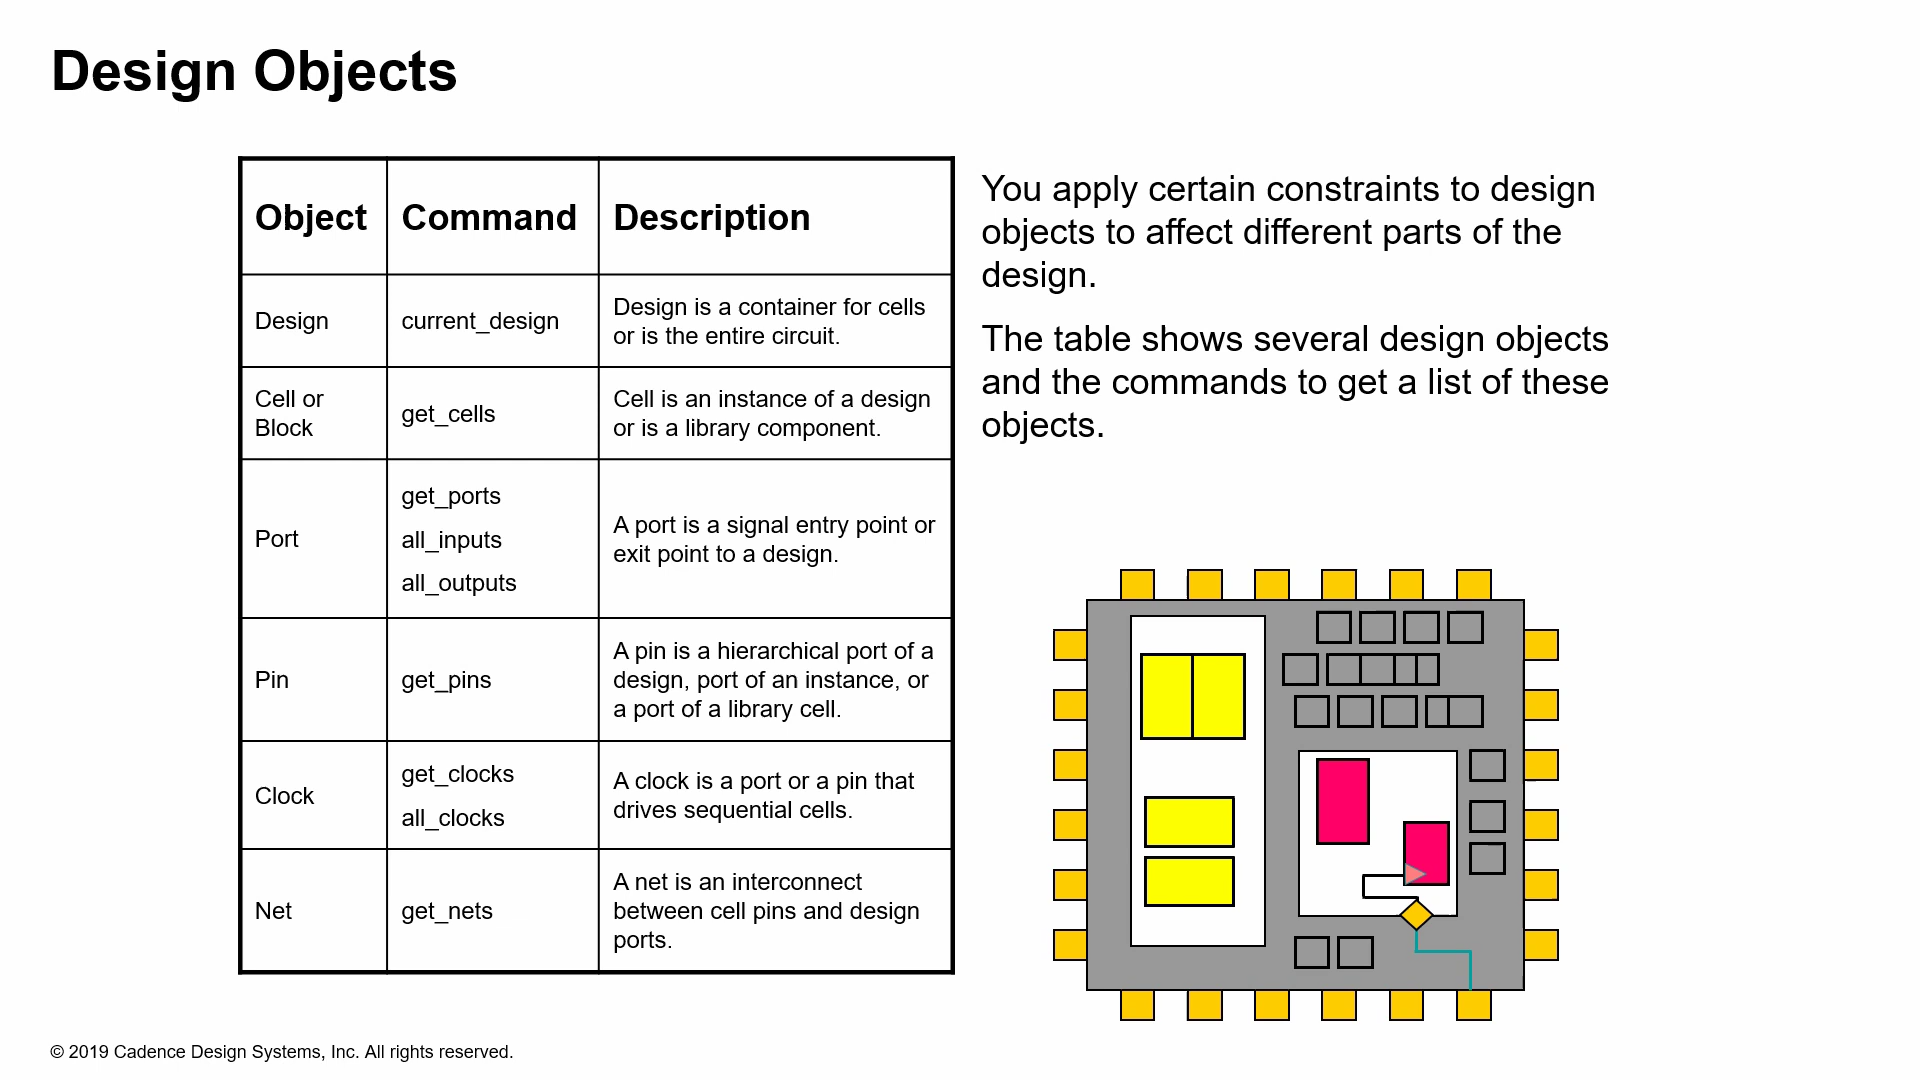 Design Objects
Object Command Description
Design current_design Design is a container for cells
or is the entire circuit.
Cell or
Block
get_cells
Cell is an instance of a design
or is a library component.
Port
get_ports
all_inputs
all_outputs
A port is a signal entry point or
exit point to a design.
Pin
get_pins
A pin is a hierarchical port of a
design, port of an instance, or
a port of a library cell.
Clock
get_clocks
all_clocks
A clock is a port or a pin that
drives sequential cells.
Net
get_nets
A net is an interconnect
between cell pins and design
ports.
You apply certain constraints to design
objects to affect different parts of the
design.
The table shows several design objects
and the commands to get a list of these
objects.
© 2019 Cadence Design Systems, Inc. All rights reserved.